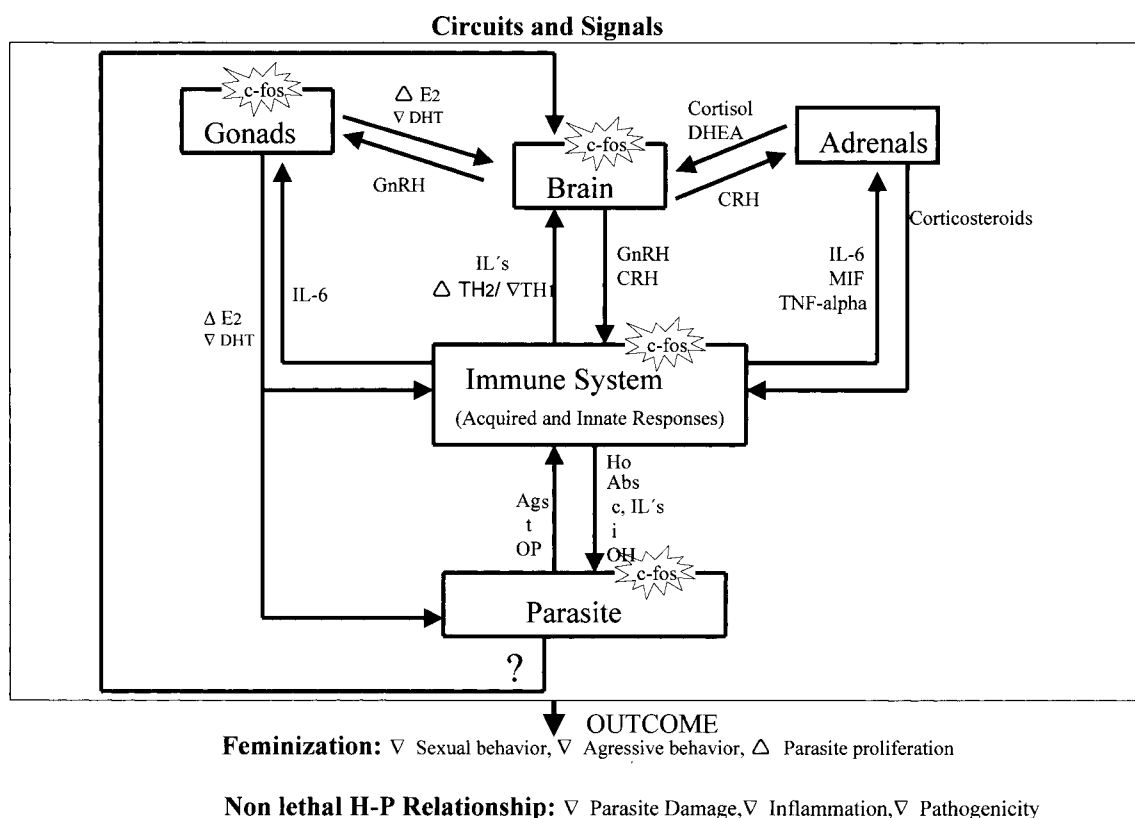 Circuits and Signals
c-fos
Gonads
△ E2
▽ DHT
GnRH
c-fos
Brain
Cortisol
DHEA
CRH
Adrenals
Corticosteroids
IL´s
△ TH2/ ▽TH1
GnRH
CRH
IL-6
IL-6
MIF
TNF-alpha
Δ E2
▽ DHT
c-fos
Immune System
(Acquired and Innate Responses)
Ags
t
OP
Ho
Abs
c, IL´s
i
OH
c-fos
Parasite
?
OUTCOME
Feminization: ▽ Sexual behavior, ▽ Agressive behavior, △ Parasite proliferation
Non lethal H-P Relationship: ▽ Parasite Damage, ▽ Inflammation, ▽ Pathogenicity